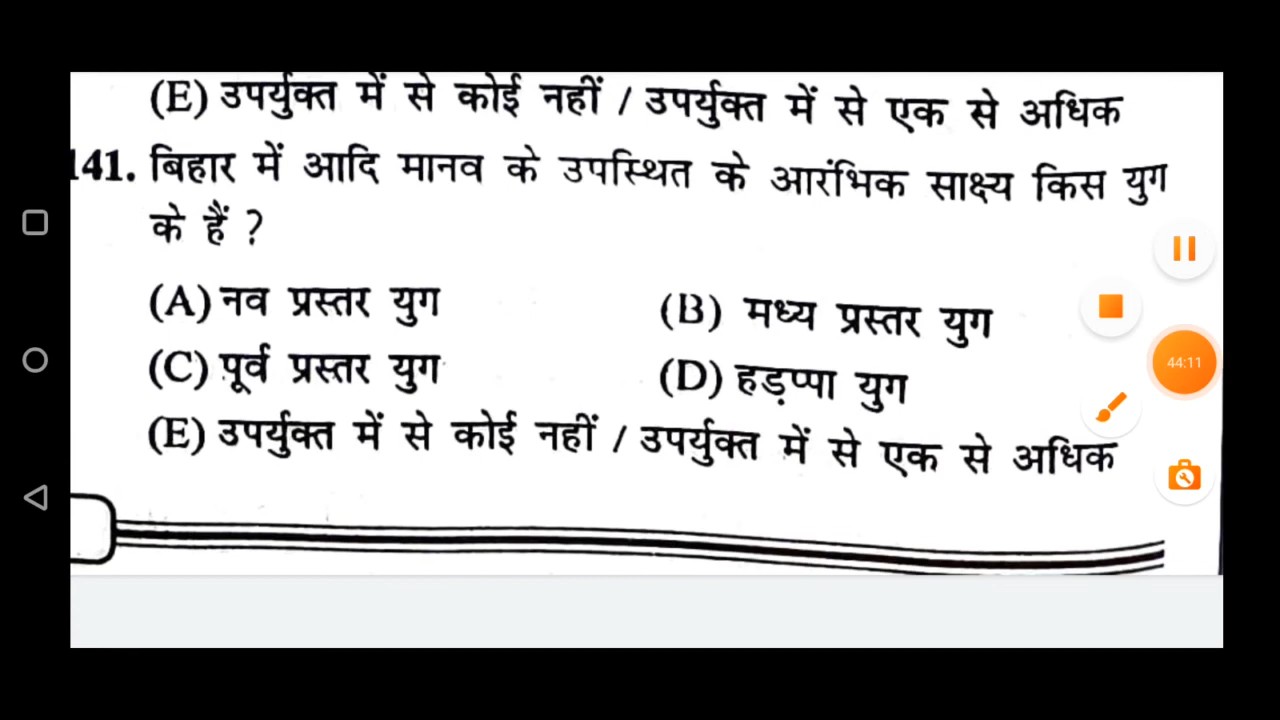 (E) उपर्युक्त में से कोई नहीं / उपर्युक्त में से एक से अधिक
141. बिहार में आदि मानव के उपस्थित के आरंभिक साक्ष्य किस युग
के हैं ?
(A) नव प्रस्तर युग (B) मध्य प्रस्तर युग
(C) पूर्व प्रस्तर युग (D) हड़प्पा युग
(E) उपर्युक्त में से कोई नहीं / उपर्युक्त में से एक से अधिक
44:11